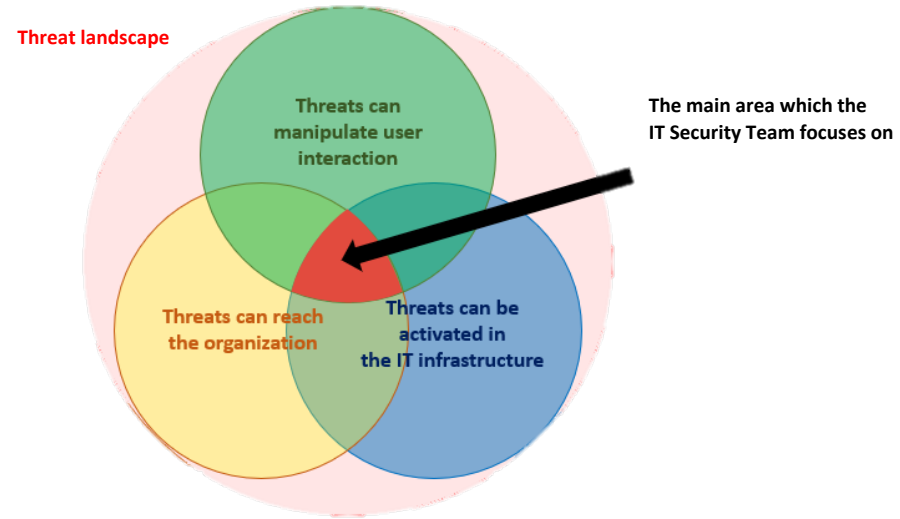 Threat landscape
Threats can
manipulate user
interaction
The main area which the
IT Security Team focuses on
Threats can reach
the organization
Threats can be
activated in
the IT infrastructure